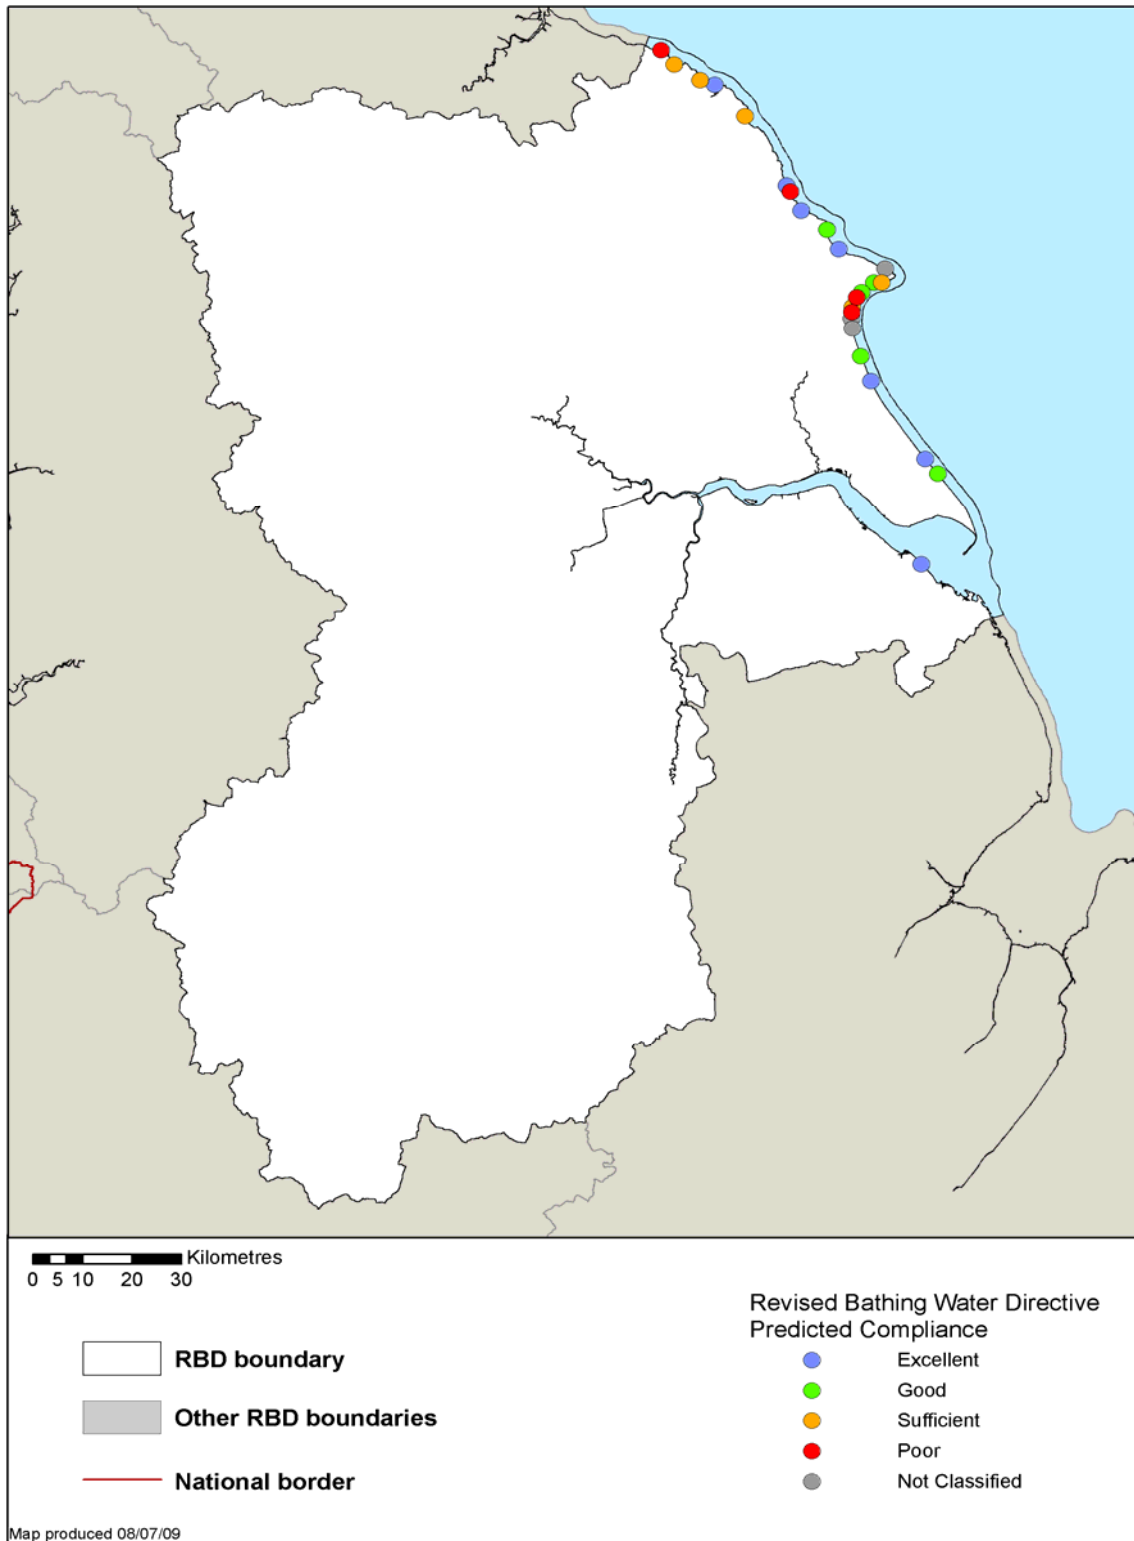 Kilometres
0 5 10 20 30
RBD boundary
Other RBD boundaries
National border
Revised Bathing Water Directive
Predicted Compliance
Excellent
Good
Sufficient
Poor
Not Classified
Map produced 08/07/09